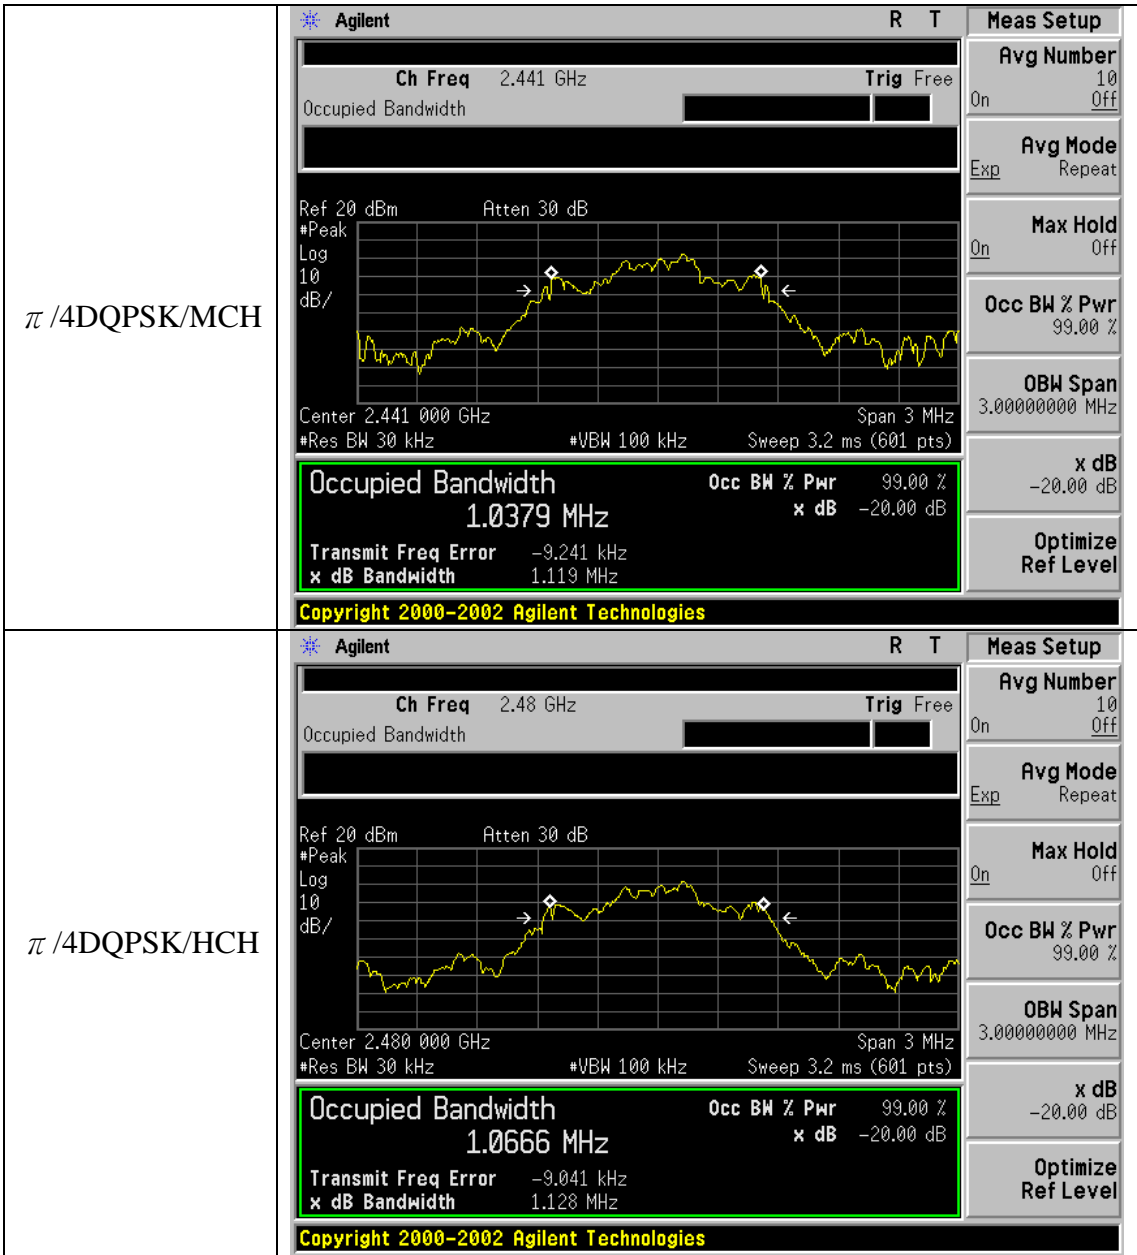 π/4DQPSK/MCH
Agilent R T
Ch Freq 2.441 GHz Trig Free
Occupied Bandwidth
Ref 20 dBm Atten 30 dB
#Peak
Log
10
dB/
Center 2.441 000 GHz Span 3 MHz
#Res BW 30 kHz #VBW 100 kHz Sweep 3.2 ms (601 pts)
Occupied Bandwidth Occ BW % Pwr 99.00 %
1.0379 MHz x dB -20.00 dB
Transmit Freq Error -9.241 kHz
x dB Bandwidth 1.119 MHz
Copyright 2000-2002 Agilent Technologies
Meas Setup
Avg Number
10
On Off
Avg Mode
Exp Repeat
Max Hold
On Off
Occ BW % Pwr
99.00 %
OBW Span
3.00000000 MHz
x dB
-20.00 dB
Optimize
Ref Level
π/4DQPSK/HCH
Agilent R T
Ch Freq 2.48 GHz Trig Free
Occupied Bandwidth
Ref 20 dBm Atten 30 dB
#Peak
Log
10
dB/
Center 2.480 000 GHz Span 3 MHz
#Res BW 30 kHz #VBW 100 kHz Sweep 3.2 ms (601 pts)
Occupied Bandwidth Occ BW % Pwr 99.00 %
1.0666 MHz x dB -20.00 dB
Transmit Freq Error -9.041 kHz
x dB Bandwidth 1.128 MHz
Copyright 2000-2002 Agilent Technologies
Meas Setup
Avg Number
10
On Off
Avg Mode
Exp Repeat
Max Hold
On Off
Occ BW % Pwr
99.00 %
OBW Span
3.00000000 MHz
x dB
-20.00 dB
Optimize
Ref Level